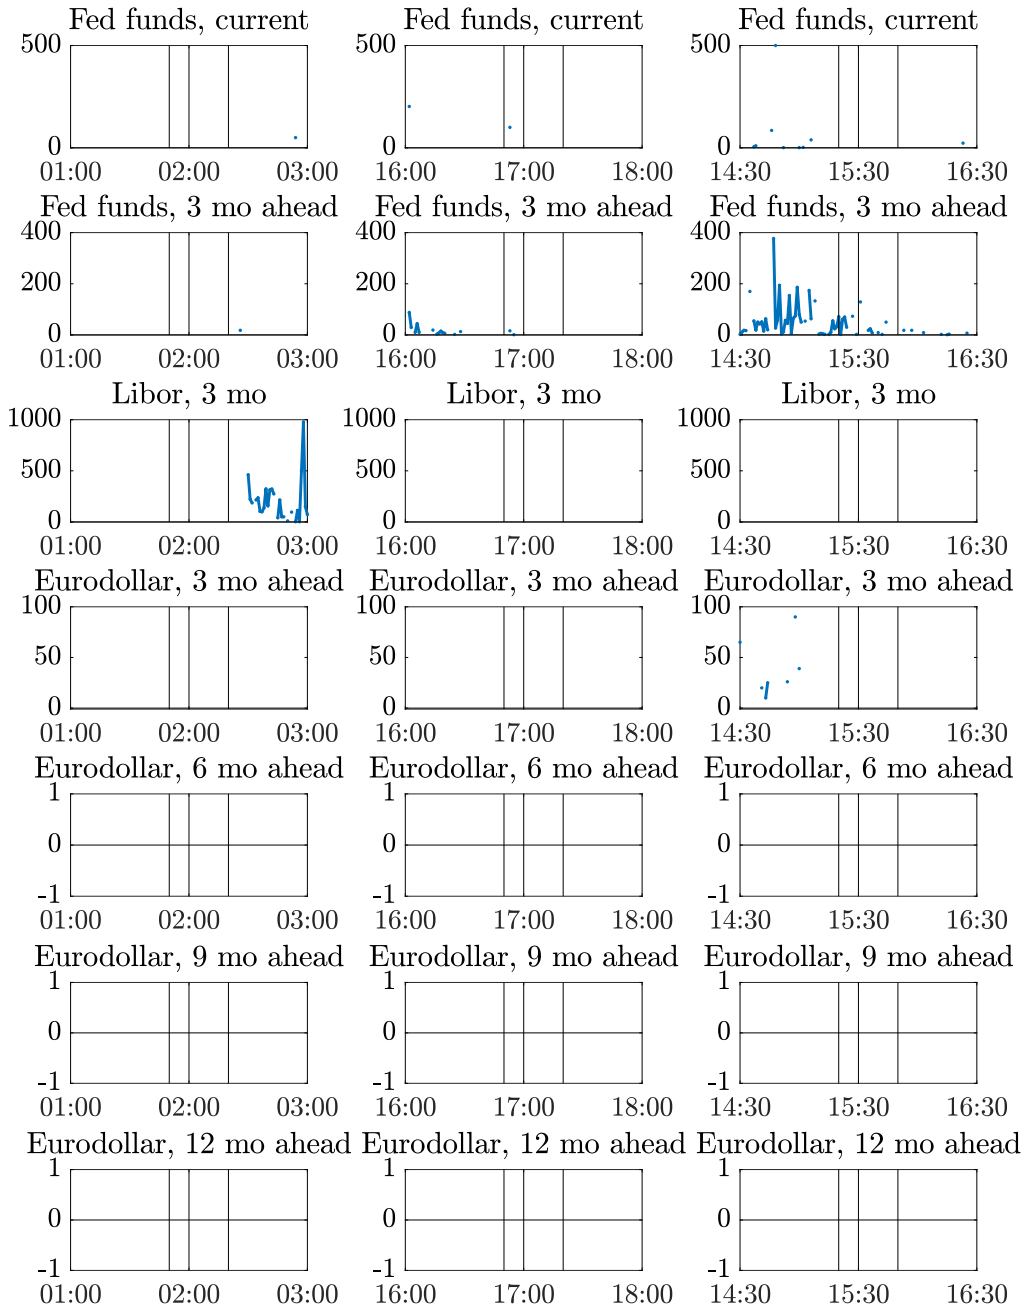 Fed funds, current Fed funds, current Fed funds, current
500 500 500
0 0 0
01:00 02:00 03:00 16:00 17:00 18:00 14:30 15:30 16:30
Fed funds, 3 mo ahead Fed funds, 3 mo ahead Fed funds, 3 mo ahead
400 400 400
200 200 200
0 0 0
01:00 02:00 03:00 16:00 17:00 18:00 14:30 15:30 16:30
Libor, 3 mo Libor, 3 mo Libor, 3 mo
1000 1000 1000
500 500 500
0 0 0
01:00 02:00 03:00 16:00 17:00 18:00 14:30 15:30 16:30
Eurodollar, 3 mo ahead Eurodollar, 3 mo ahead Eurodollar, 3 mo ahead
100 100 100
50 50 50
0 0 0
01:00 02:00 03:00 16:00 17:00 18:00 14:30 15:30 16:30
Eurodollar, 6 mo ahead Eurodollar, 6 mo ahead Eurodollar, 6 mo ahead
1 1 1
0 0 0
-1 -1 -1
01:00 02:00 03:00 16:00 17:00 18:00 14:30 15:30 16:30
Eurodollar, 9 mo ahead Eurodollar, 9 mo ahead Eurodollar, 9 mo ahead
1 1 1
0 0 0
-1 -1 -1
01:00 02:00 03:00 16:00 17:00 18:00 14:30 15:30 16:30
Eurodollar, 12 mo ahead Eurodollar, 12 mo ahead Eurodollar, 12 mo ahead
1 1 1
0 0 0
-1 -1 -1
01:00 02:00 03:00 16:00 17:00 18:00 14:30 15:30 16:30